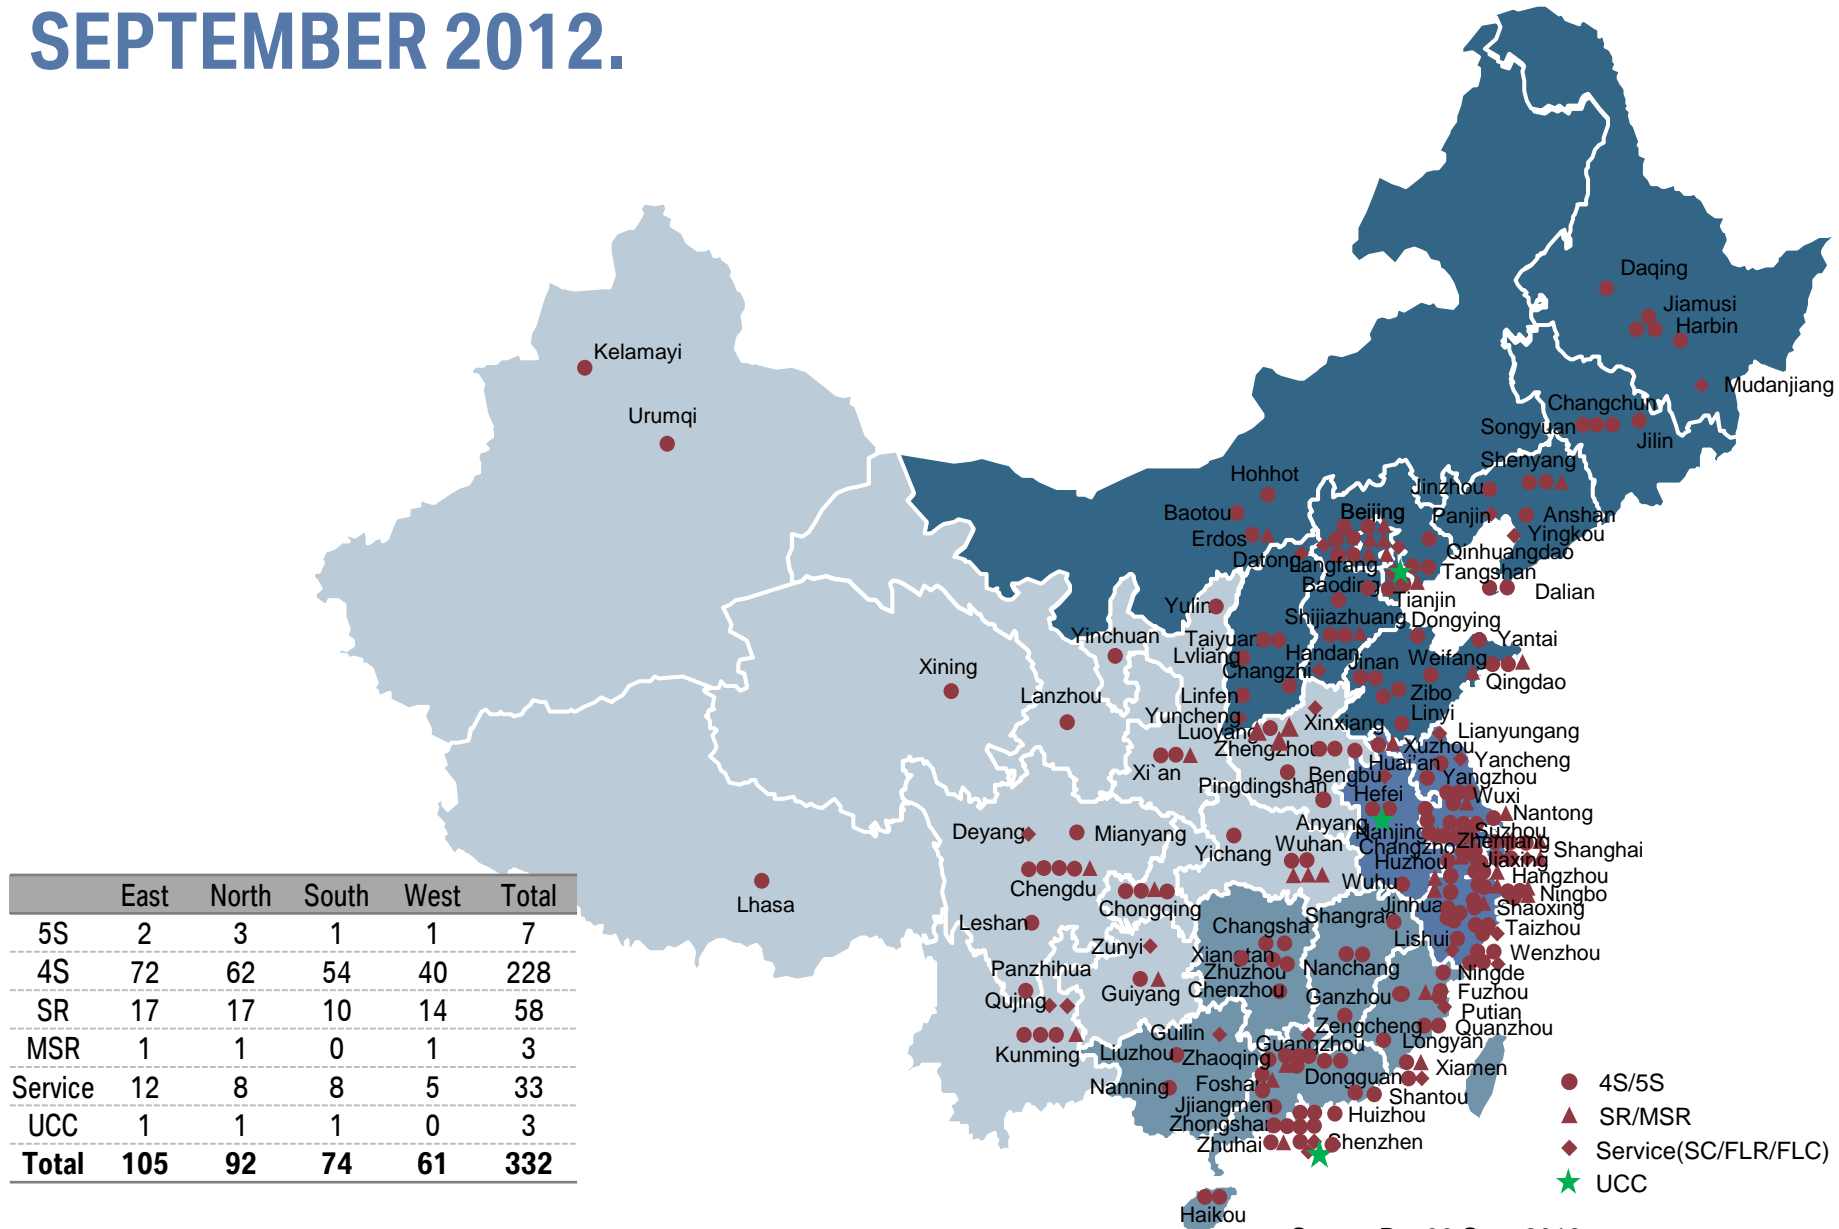 SEPTEMBER 2012.
Daqing
Jiamusi
Harbin
Kelamayi
Mudanjiang
Changchun
Urumqi
Songyuan
Jilin
Shenyang
Hohhot
Jinzhou
Baotou
Beijing
Panjin
Anshan
Erdos
Yingkou
Datong
Qinhuangdao
Langfang
Tangshan
Baoding
Dalian
Tianjin
Yulin
Shijiazhuang
Dongying
Yinchuan
Taiyuan
Yantai
Lvliang
Handan
Jinan
Weifang
Xining
Changzhi
Qingdao
Lanzhou
Linfen
Zibo
Yuncheng
Xinxiang
Linyi
Luoyang
Lianyungang
Zhengzhou
Xuzhou
Xi`an
Huai'an
Yancheng
Bengbu
Yangzhou
Pingdingshan
Hefei
Wuxi
Anyang
Nantong
Deyang
Mianyang
Nanjing
Suzhou
Yichang
Wuhan
Changzho
Zhenjiang
Shanghai
Huzhou
Jiaxing
Chengdu
Wuhu
Hangzhou
Chongqing
Ningbo
Lhasa
Jinhua
Shaoxing
Leshan
Changsha
Shangrao
Taizhou
Zunyi
Lishui
Xiangtan
Wenzhou
Panzhihua
Zhuzhou
Nanchang
Ningde
Qujing
Guiyang
Chenzhou
Ganzhou
Fuzhou
Putian
Guilin
Zengcheng
Quanzhou
Kunming
Liuzhou
Zhaoqing
Guangzhou
Longyan
Xiamen
Nanning
Foshan
Dongguan
Shantou
Jjiangmen
Huizhou
Zhongshan
Zhuhai
Shenzhen
Haikou
East North South West Total
5S 2 3 1 1 7
4S 72 62 54 40 228
SR 17 17 10 14 58
MSR 1 1 0 1 3
Service 12 8 8 5 33
UCC 1 1 1 0 3
Total 105 92 74 61 332
4S/5S
SR/MSR
Service(SC/FLR/FLC)
UCC